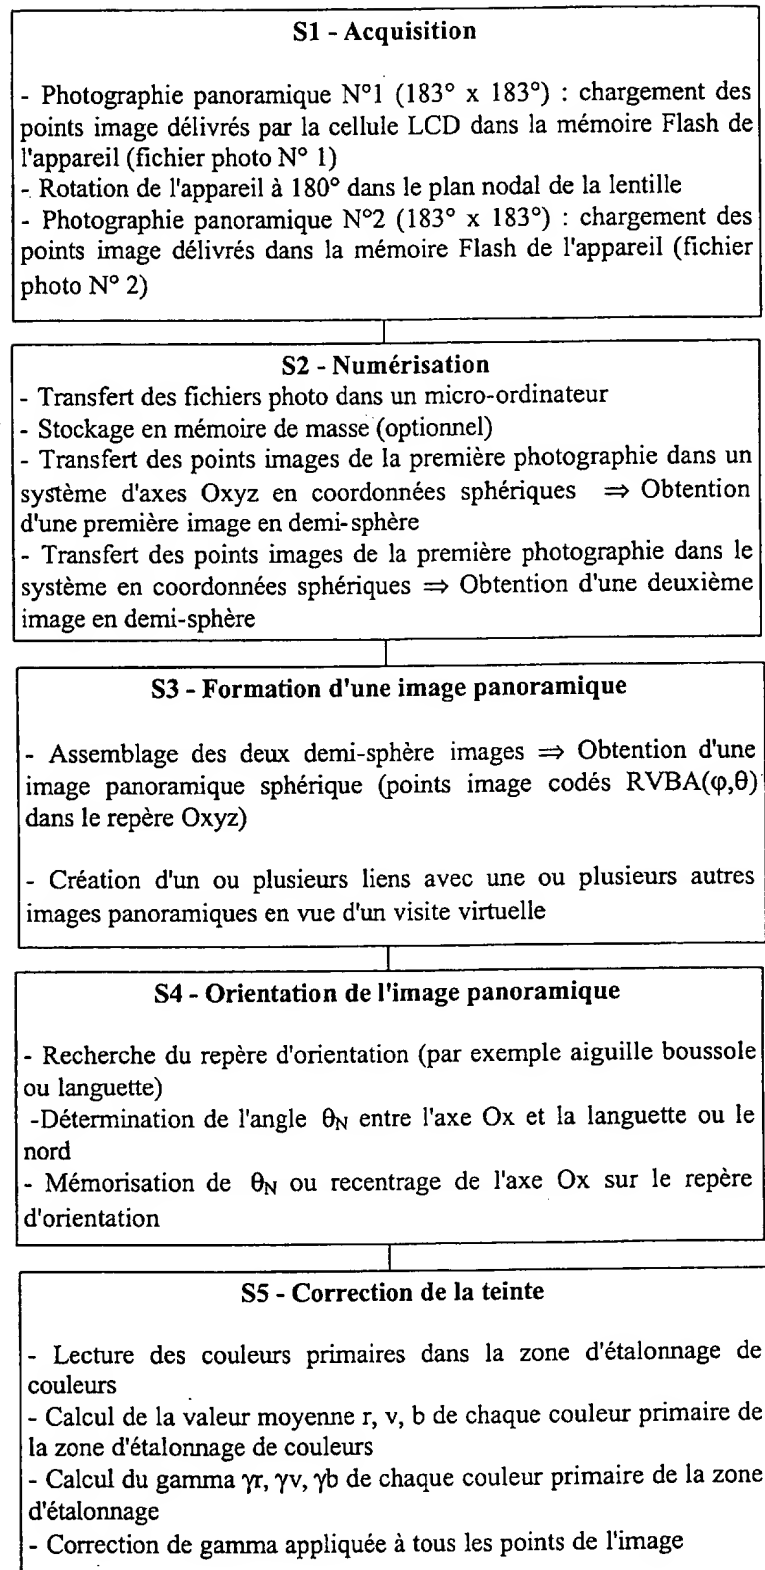 S1 - Acquisition
- Photographie panoramique N°1 (183° x 183°) : chargement des
points image délivrés par la cellule LCD dans la mémoire Flash de
l'appareil (fichier photo N° 1)
- Rotation de l'appareil à 180° dans le plan nodal de la lentille
- Photographie panoramique N°2 (183° x 183°) : chargement des
points image délivrés dans la mémoire Flash de l'appareil (fichier
photo N° 2)
S2 - Numérisation
- Transfert des fichiers photo dans un micro-ordinateur
- Stockage en mémoire de masse (optionnel)
- Transfert des points images de la première photographie dans un
système d'axes Oxyz en coordonnées sphériques ⇒ Obtention
d'une première image en demi-sphère
- Transfert des points images de la première photographie dans le
système en coordonnées sphériques ⇒ Obtention d'une deuxième
image en demi-sphère
S3 - Formation d'une image panoramique
- Assemblage des deux demi-sphère images ⇒ Obtention d'une
image panoramique sphérique (points image codés RVBA(φ,θ)
dans le repère Oxyz)
- Création d'un ou plusieurs liens avec une ou plusieurs autres
images panoramiques en vue d'un visite virtuelle
S4 - Orientation de l'image panoramique
- Recherche du repère d'orientation (par exemple aiguille boussole
ou languette)
-Détermination de l'angle θN entre l'axe Ox et la languette ou le
nord
- Mémorisation de θN ou recentrage de l'axe Ox sur le repère
d'orientation
S5 - Correction de la teinte
- Lecture des couleurs primaires dans la zone d'étalonnage de
couleurs
- Calcul de la valeur moyenne r, v, b de chaque couleur primaire de
la zone d'étalonnage de couleurs
- Calcul du gamma γr, γv, γb de chaque couleur primaire de la zone
d'étalonnage
- Correction de gamma appliquée à tous les points de l'image